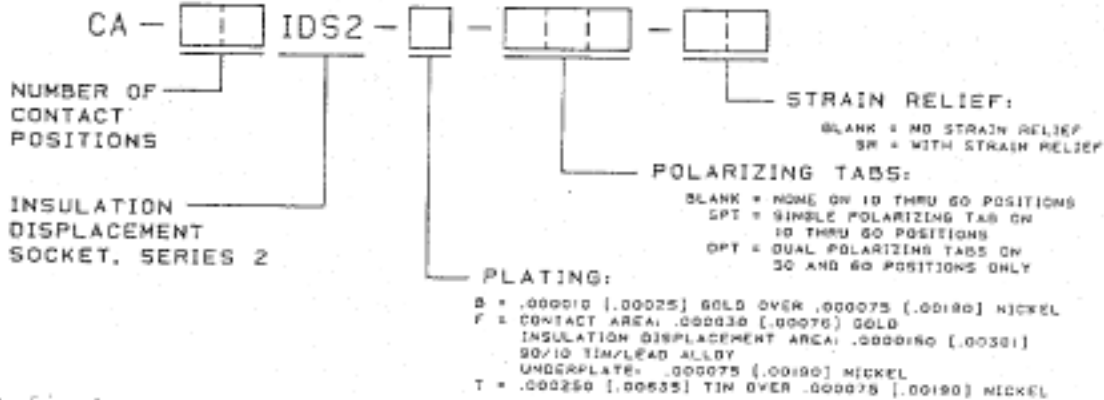 CA - IDS2 - - -
NUMBER OF
CONTACT
POSITIONS
STRAIN RELIEF:
BLANK = NO STRAIN RELIEF
SR = WITH STRAIN RELIEF
POLARIZING TABS:
BLANK = NONE ON 10 THRU 60 POSITIONS
SPT = SINGLE POLARIZING TAB ON
10 THRU 60 POSITIONS
DPT = DUAL POLARIZING TABS ON
50 AND 60 POSITIONS ONLY
INSULATION
DISPLACEMENT
SOCKET, SERIES 2
PLATING:
B = .000010 [.00025] GOLD OVER .000075 [.00190] NICKEL
F = CONTACT AREA: .000030 [.00076] GOLD
INSULATION DISPLACEMENT AREA: [.00381]
90/10 TIN/LEAD ALLOY
UNDERPLATE: .000075 [.00190] NICKEL
T = .000250 [.00635] TIN OVER .000075 [.00190] NICKEL